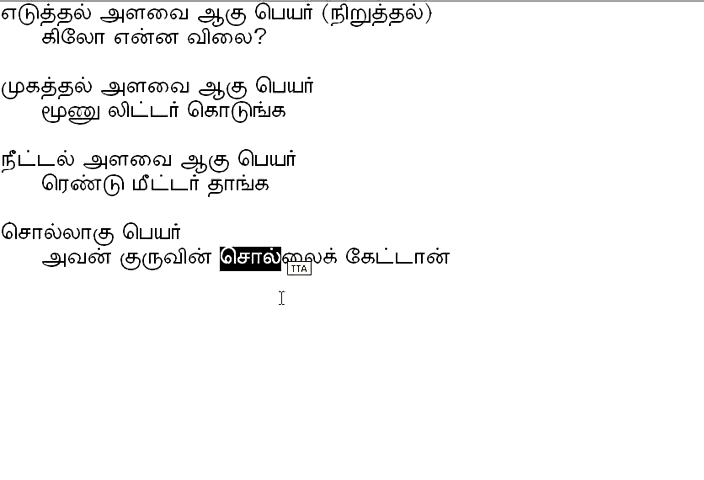 எடுத்தல் அளவை ஆகு பெயர் (நிறுத்தல்)
கிலோ என்ன விலை?
முகத்தல் அளவை ஆகு பெயர்
மூணு லிட்டர் கொடுங்க
நீட்டல் அளவை ஆகு பெயர்
ரெண்டு மீட்டர் தாங்க
சொல்லாகு பெயர்
அவன் குருவின் சொல்லைக் கேட்டான்
TTA